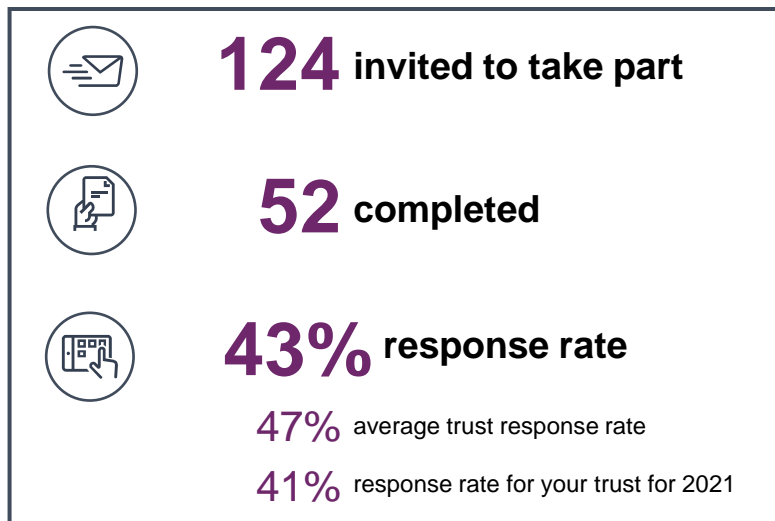 124 invited to take part
52 completed
43% response rate
47% average trust response rate
41% response rate for your trust for 2021